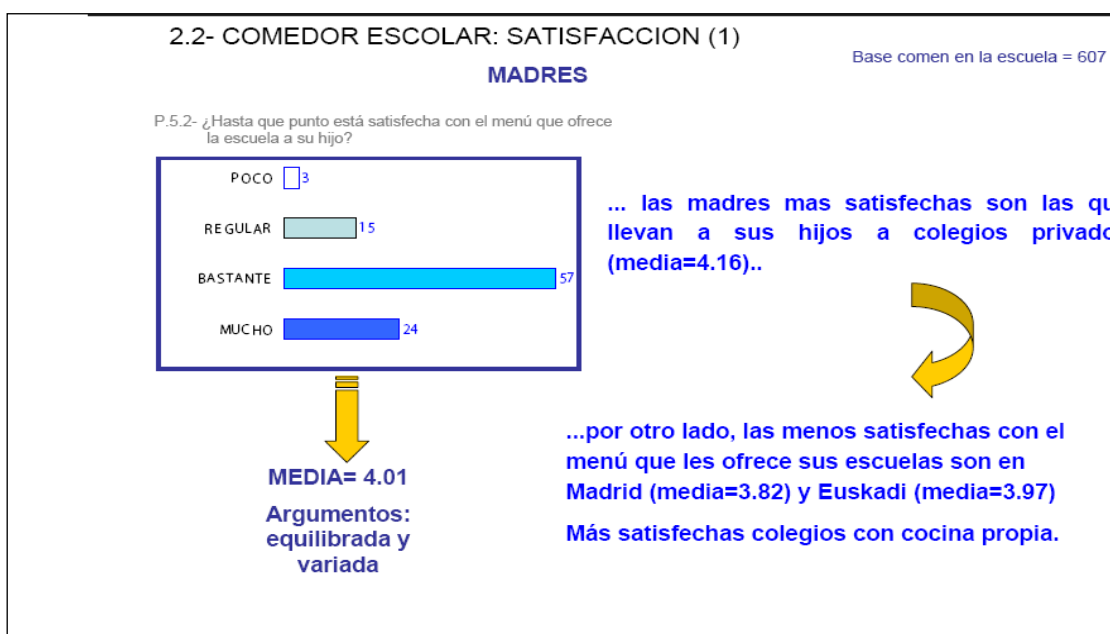 2.2- COMEDOR ESCOLAR: SATISFACCION (1)
Base comen en la escuela = 607
MADRES
P.5.2- ¿Hasta que punto está satisfecha con el menú que ofrece
la escuela a su hijo?
POCO 3
REGULAR 15
BASTANTE 57
MUCHO 24
... las madres mas satisfechas son las qu
llevan a sus hijos a colegios privado
(media=4.16)..
MEDIA= 4.01
Argumentos:
equilibrada y
variada
...por otro lado, las menos satisfechas con el
menú que les ofrece sus escuelas son en
Madrid (media=3.82) y Euskadi (media=3.97)
Más satisfechas colegios con cocina propia.